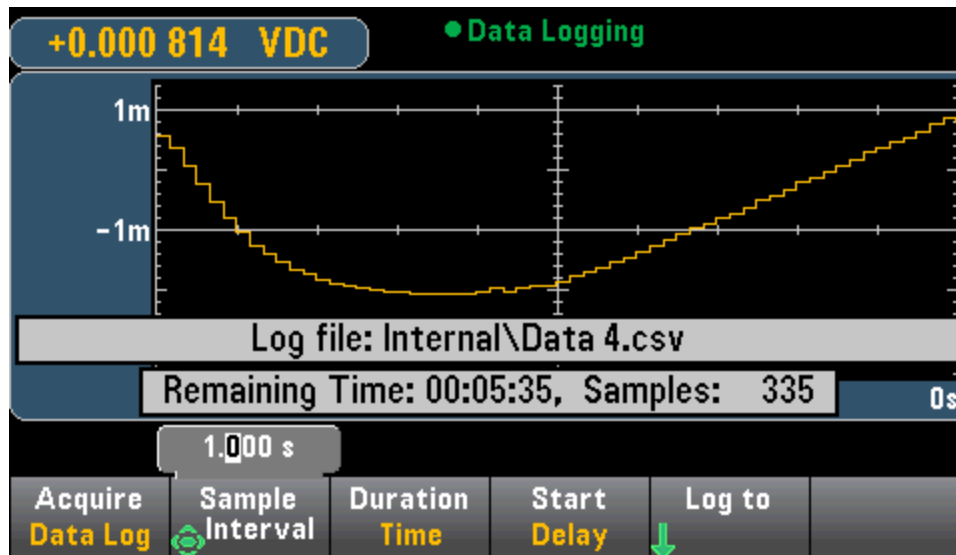 +0.000 814 VDC
Data Logging
1m
-1m
Log file: Internal\Data 4.csv
Remaining Time: 00:05:35, Samples: 335
0s
1.000 s
Acquire
Data Log
Sample
Interval
Duration
Time
Start
Delay
Log to